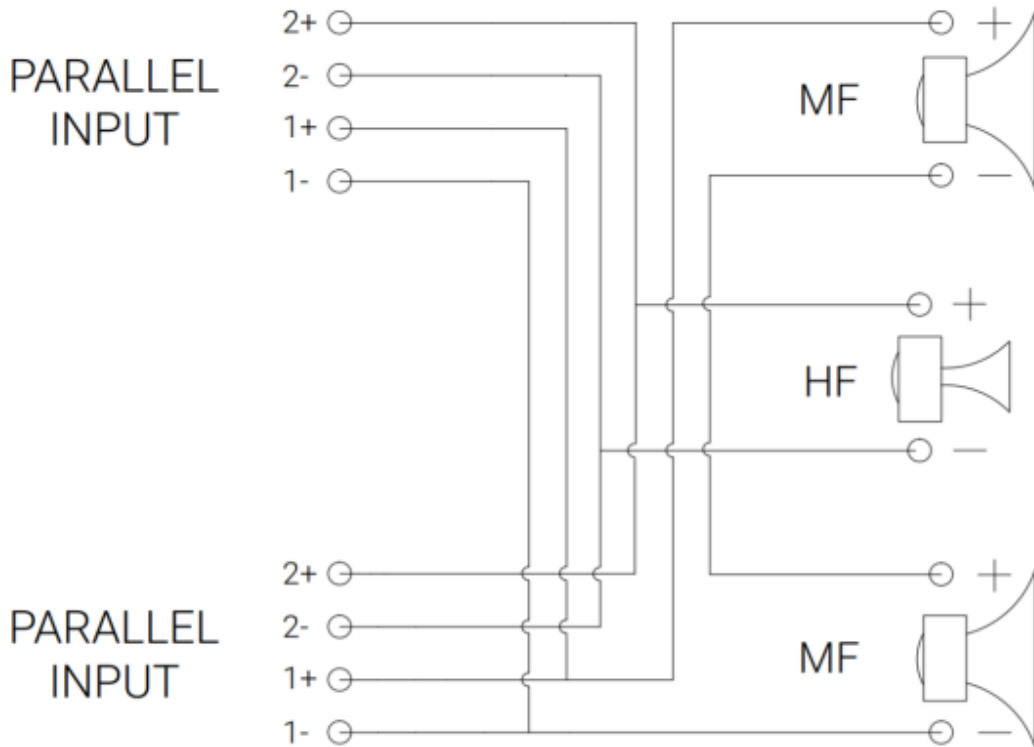 PARALLEL
INPUT
2+
2-
1+
1-
MF
+
−
HF
+
−
PARALLEL
INPUT
2+
2-
1+
1-
MF
+
−